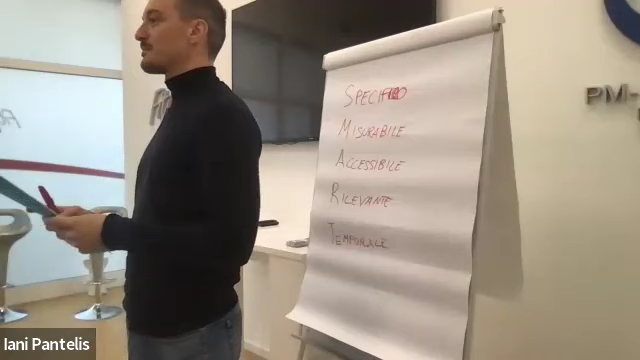 SPECIFICO
MISURABILE
ACCESSIBILE
RILEVANTE
TEMPORALE
PM-
Iani Pantelis